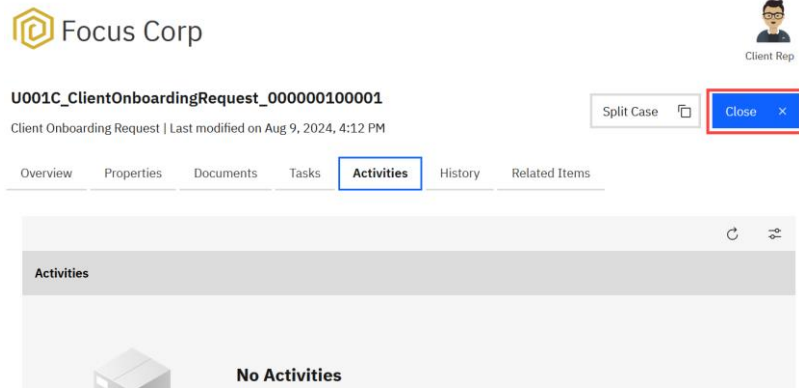 Focus Corp
Client Rep
U001C_ClientOnboardingRequest_000000100001
Client Onboarding Request | Last modified on Aug 9, 2024, 4:12 PM
Split Case
Close
Overview Properties Documents Tasks Activities History Related Items
Activities
No Activities